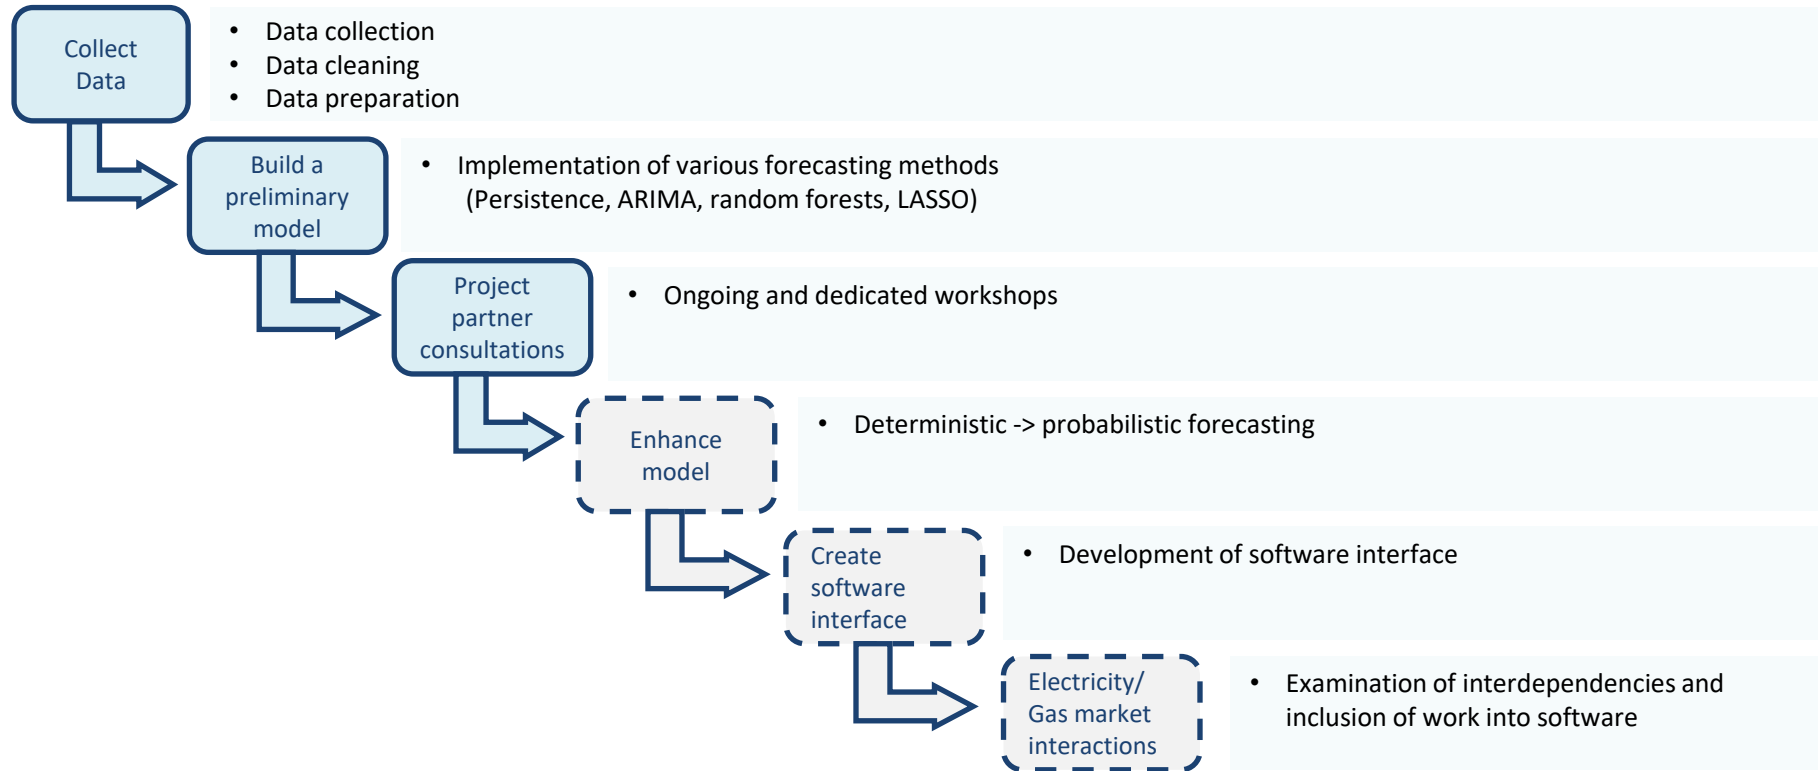 Collect
Data
• Data collection
• Data cleaning
• Data preparation
Build a
preliminary
model
• Implementation of various forecasting methods
(Persistence, ARIMA, random forests, LASSO)
Project
partner
consultations
• Ongoing and dedicated workshops
Enhance
model
• Deterministic -> probabilistic forecasting
Create
software
interface
• Development of software interface
Electricity/
Gas market
interactions
• Examination of interdependencies and
inclusion of work into software